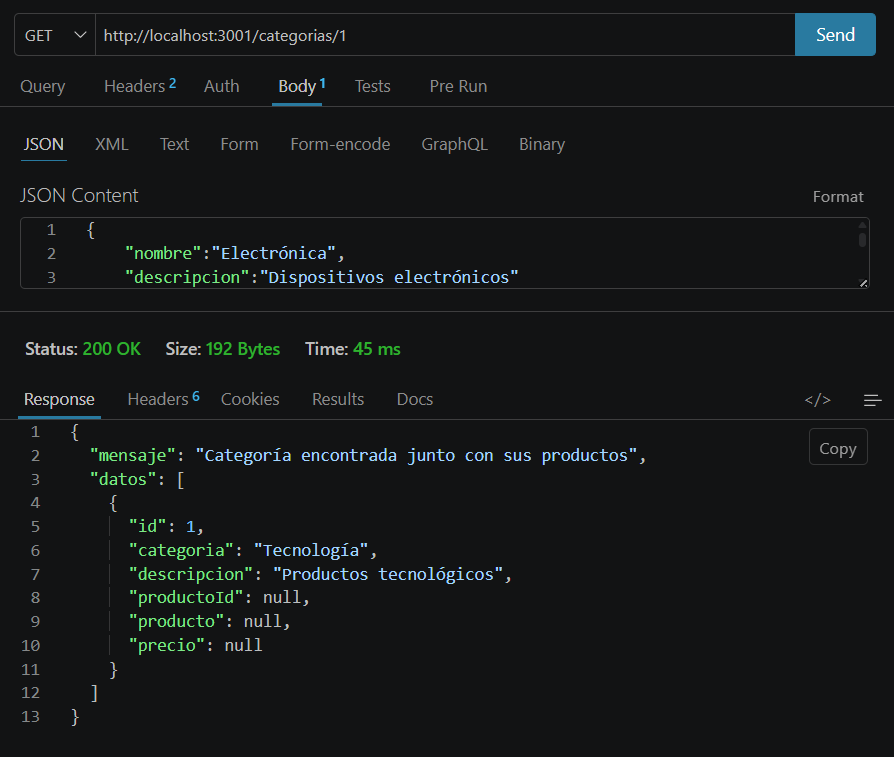 GET http://localhost:3001/categorias/1 Send
Query Headers 2 Auth Body 1 Tests Pre Run
JSON XML Text Form Form-encode GraphQL Binary
JSON Content Format
1 {
2 "nombre":"Electrónica",
3 "descripcion":"Dispositivos electrónicos"
Status: 200 OK Size: 192 Bytes Time: 45 ms
Response Headers 6 Cookies Results Docs </>
1 {
Copy
2 "mensaje": "Categoría encontrada junto con sus productos",
3 "datos": [
4 {
5 "id": 1,
6 "categoria": "Tecnología",
7 "descripcion": "Productos tecnológicos",
8 "productoId": null,
9 "producto": null,
10 "precio": null
11 }
12 ]
13 }